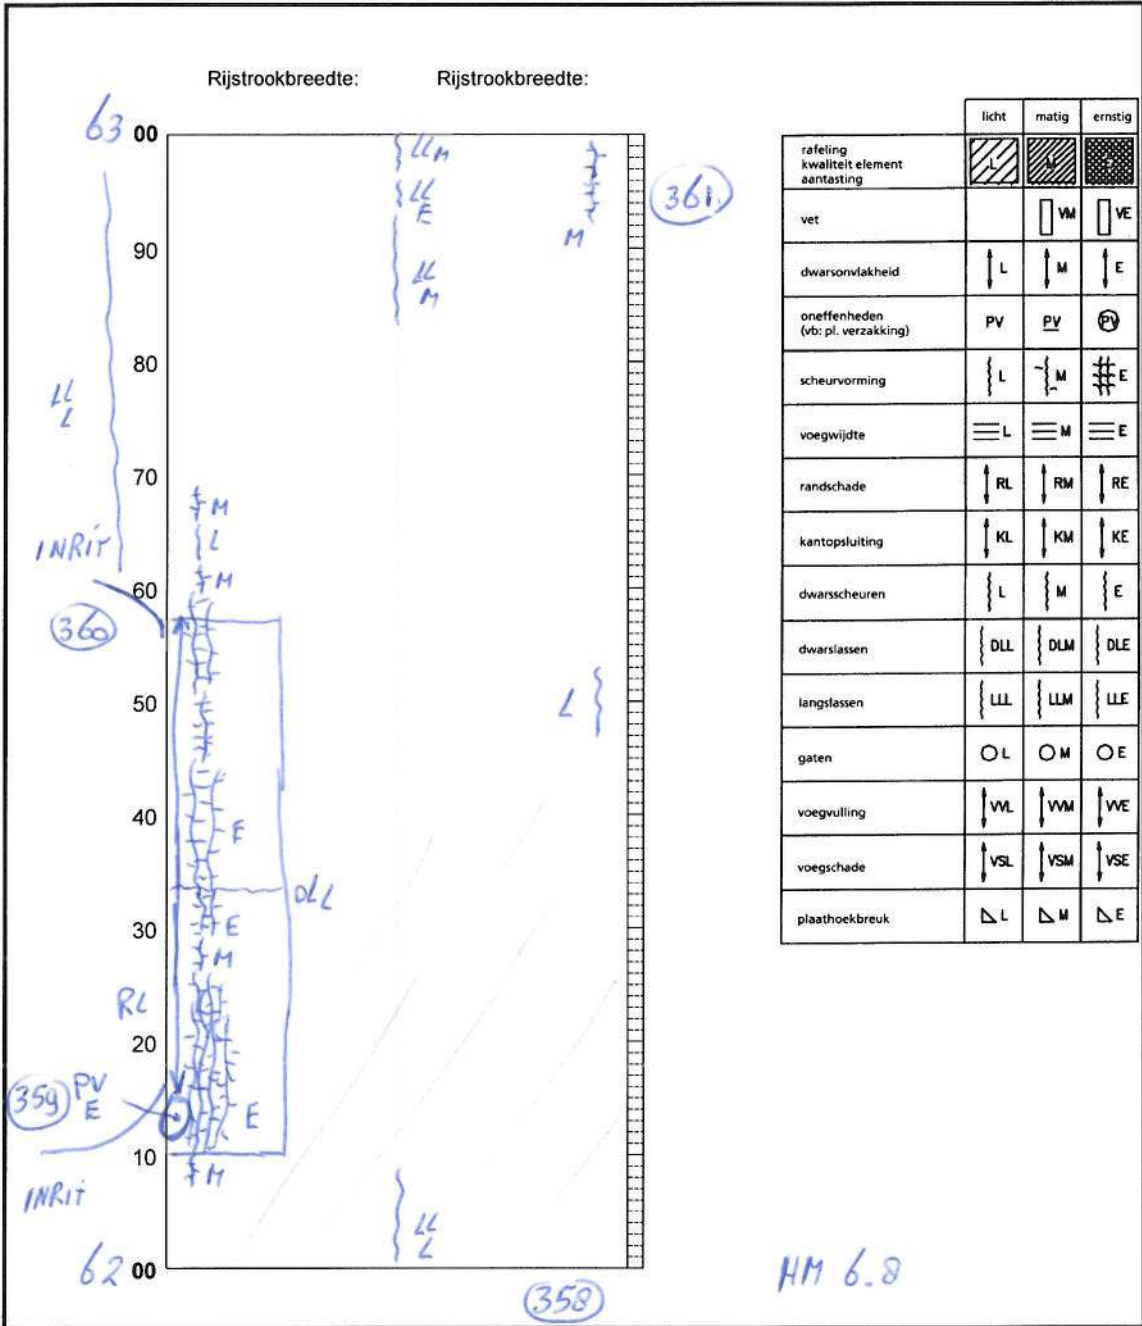 Rijstrookbreedte: Rijstrookbreedte:
63 00
LL M
LL
E
361
M
90
LL
M
80
LL
L
70
M
L
INRIT
M
60
360
50
L
40
E
DLL
30
E
M
RL
20
359 PV
E
E
10
M
INRIT
LL
L
62 00
358
HM 6.8
licht matig ernstig
rafeling
kwaliteit element
aantasting
L M E
vet VM VE
dwarsonvlakheid L M E
oneffenheden
(vb: pl. verzakking)
PV PV PV
scheurvorming L M E
voegwijdte L M E
randschade RL RM RE
kantopsluiting KL KM KE
dwarsscheuren L M E
dwarslassen DLL DLM DLE
langslassen LLL LLM LLE
gaten L M E
voegvulling VVL VVM VVE
voegschade VSL VSM VSE
plaathoekbreuk L M E